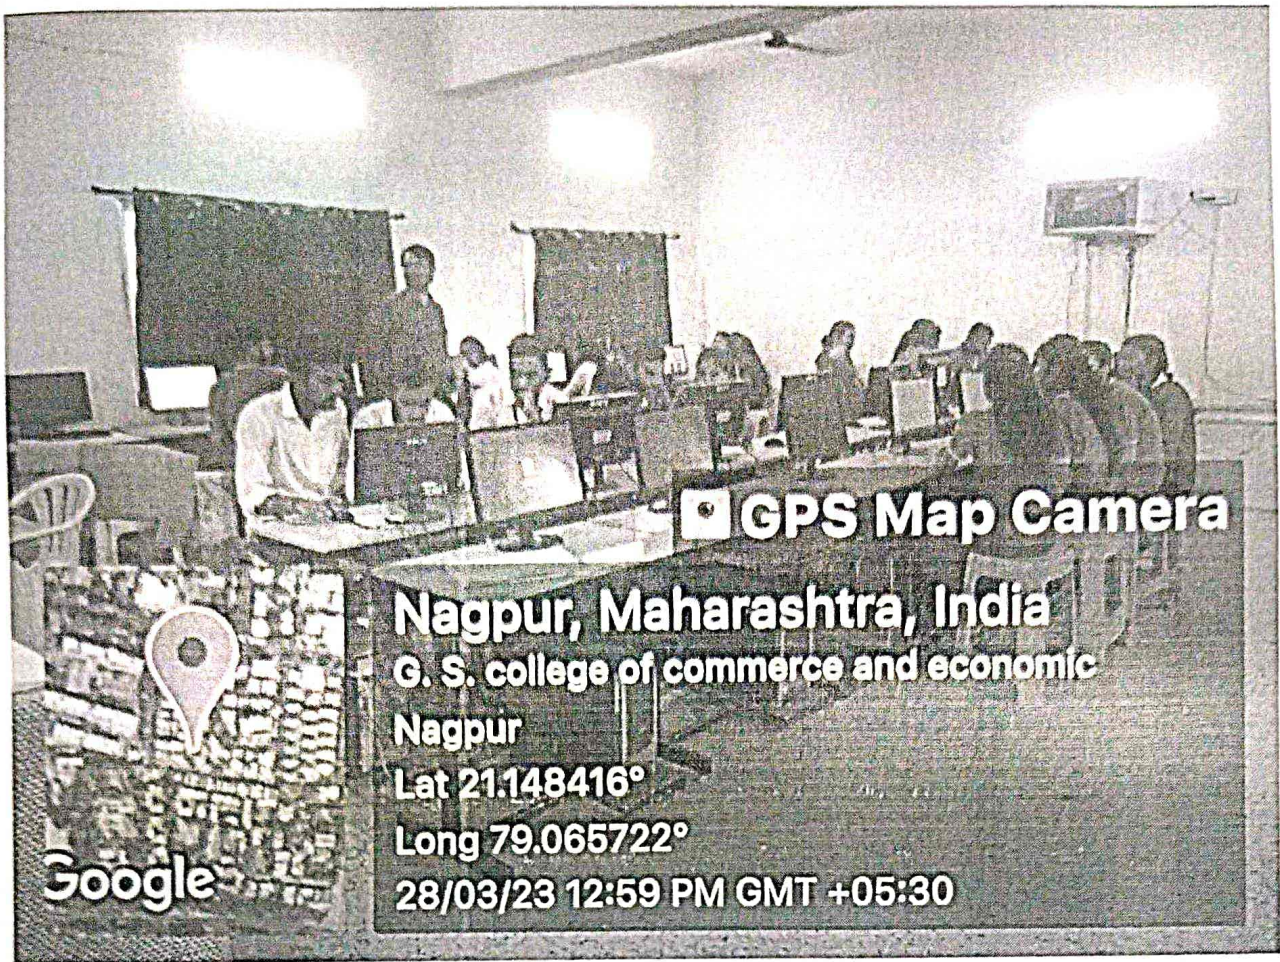 GPS Map Camera
Nagpur, Maharashtra, India
G. S. college of commerce and economic
Nagpur
Lat 21.148416°
Long 79.065722°
28/03/23 12:59 PM GMT +05:30
Google